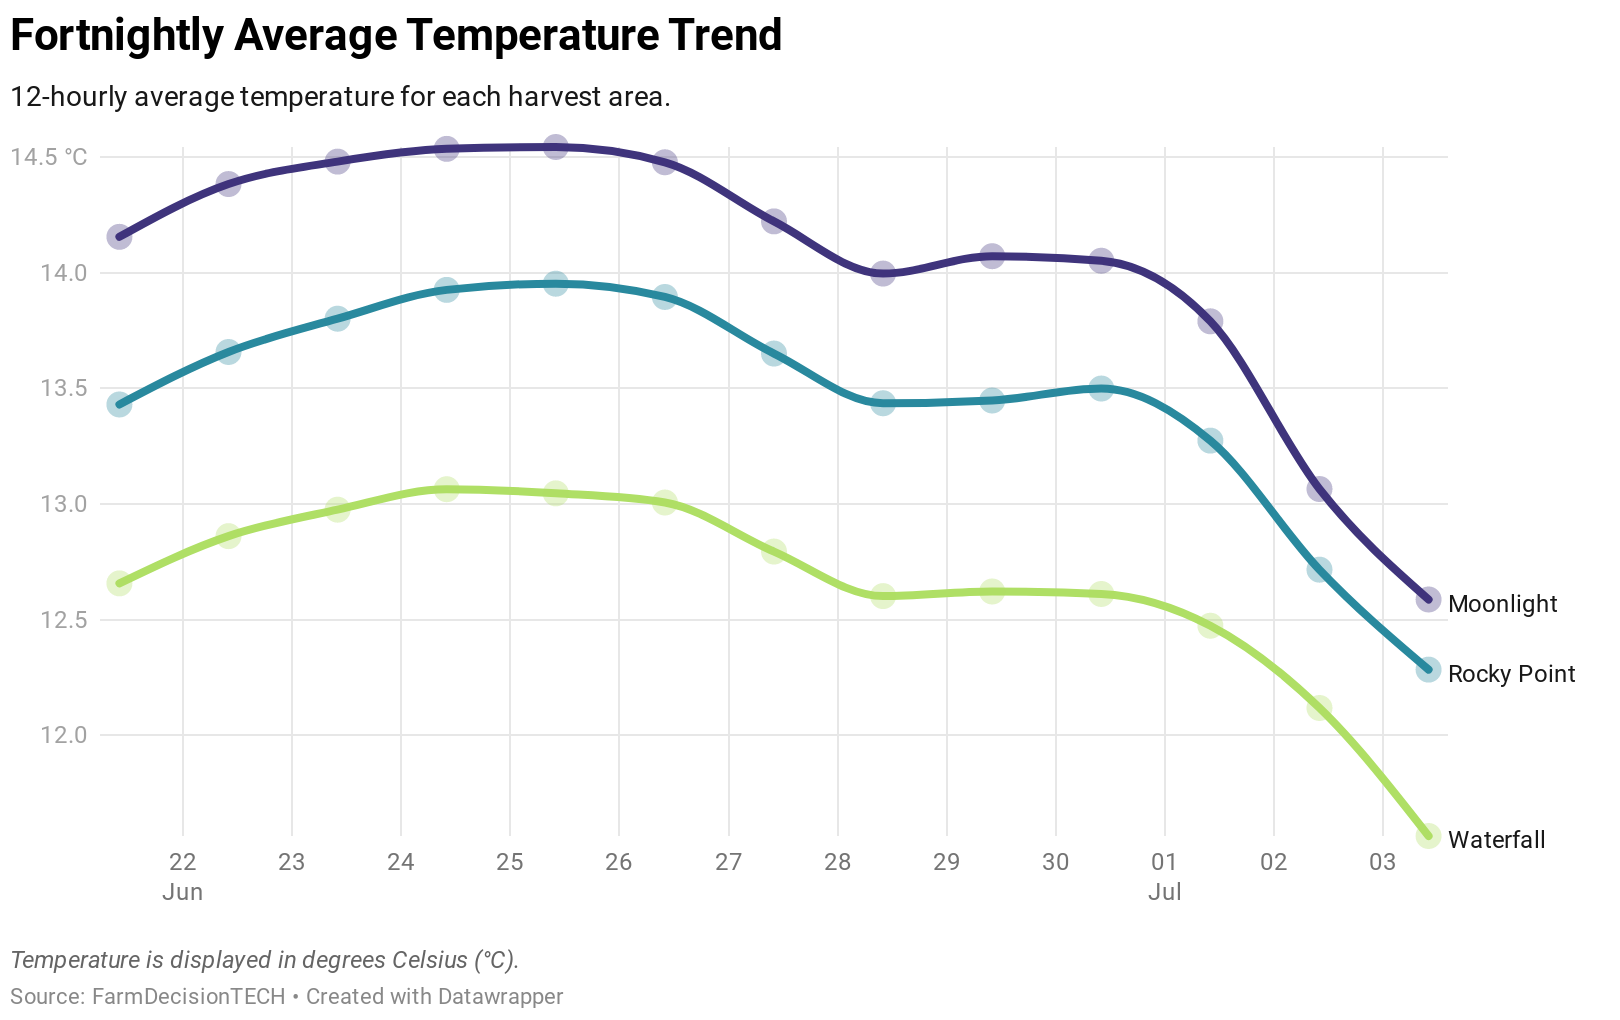 Fortnightly Average Temperature Trend
12-hourly average temperature for each harvest area.
14.5 °C
14.0
13.5
13.0
12.5
12.0
Moonlight
Rocky Point
Waterfall
22 23 24 25 26 27 28 29 30 01 02 03
Jun Jul
Temperature is displayed in degrees Celsius (°C).
Source: FarmDecisionTECH • Created with Datawrapper